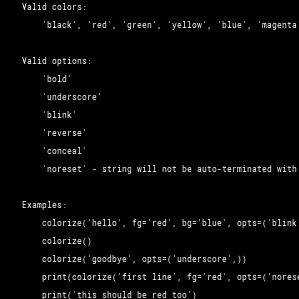 Valid colors:
'black', 'red', 'green', 'yellow', 'blue', 'magenta
Valid options:
'bold'
'underscore'
'blink'
'reverse'
'conceal'
'noreset' - string will not be auto-terminated with
Examples:
colorize('hello', fg='red', bg='blue', opts=('blink
colorize()
colorize('goodbye', opts=('underscore',))
print(colorize('first line', fg='red', opts=('norese
print('this should be red too')